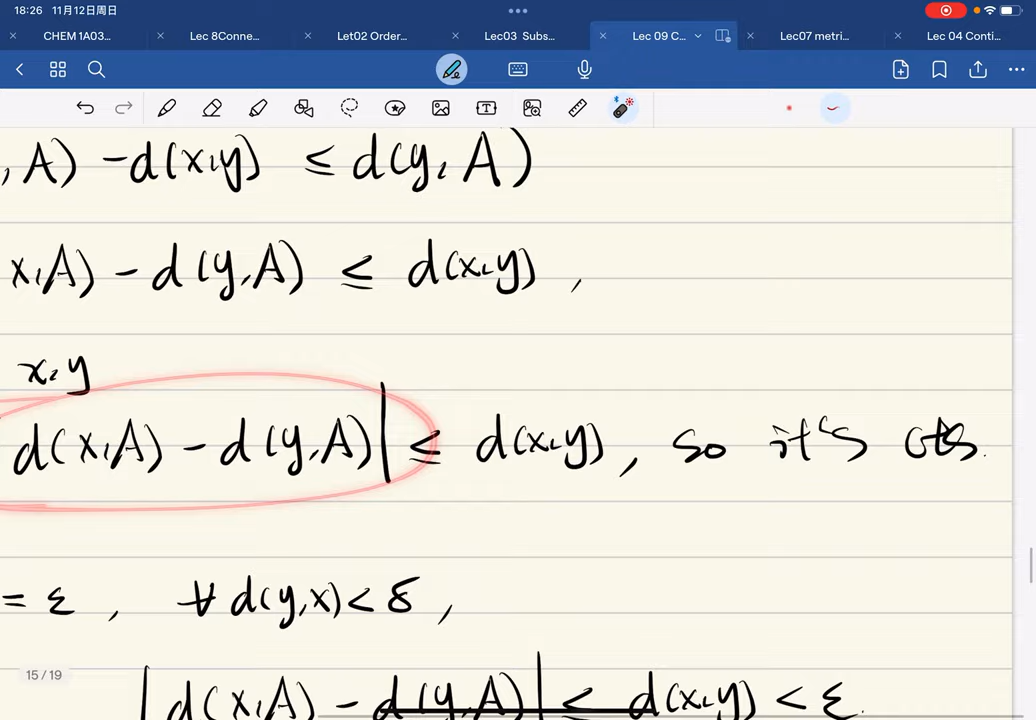 18:26 11月12日周日
CHEM 1A03... Lec 8Conne... Let02 Order... Lec03 Subs... Lec 09 C... Lec07 metri... Lec 04 Conti...
, A) - d(x,y) ≤ d(y, A)
x,A) - d(y,A) ≤ d(x,y) ,
x, y
d(x,A) - d(y,A)| ≤ d(x,y), so it's cts.
= ε , ∀ d(y,x) < δ ,
15 / 19
| d(x,A) - d(y,A) | ≤ d(x,y) < ε